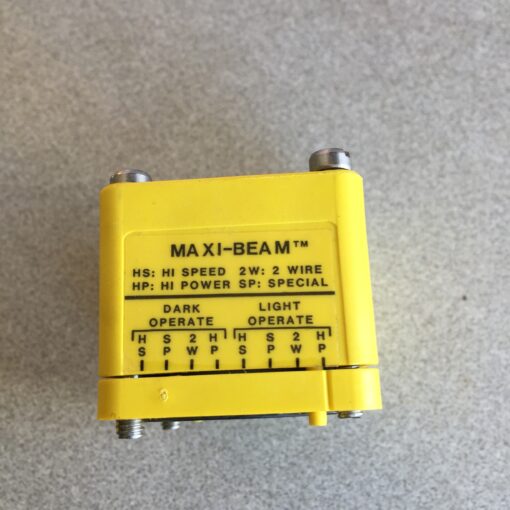 MAXI-BEAM™
HS: HI SPEED 2W: 2 WIRE
HP: HI POWER SP: SPECIAL
DARK LIGHT
OPERATE OPERATE
H S 2 H H S 2 H
S P W P S P W P